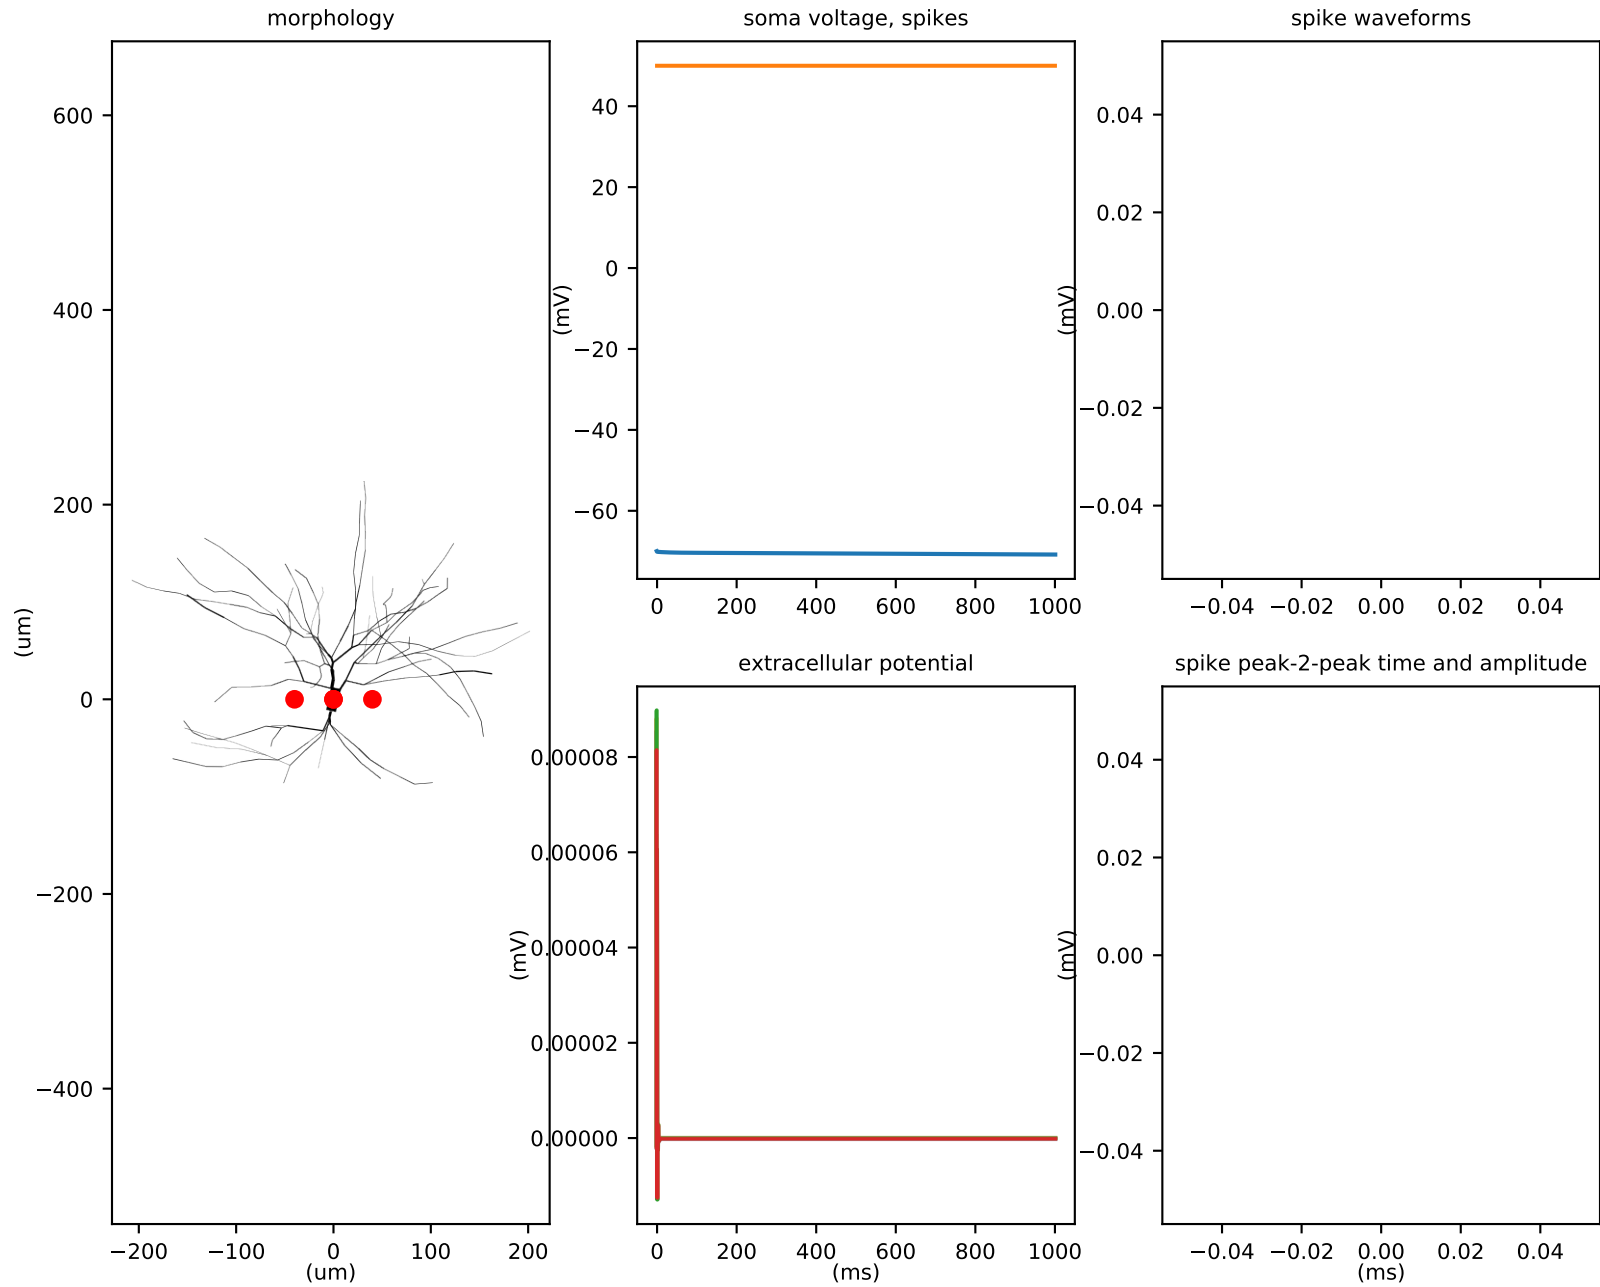 morphology
600
400
200
0
−200
−400
(um)
−200 −100 0 100 200
(um)
soma voltage, spikes
40
20
0
−20
−40
−60
(mV)
0 200 400 600 800 1000
extracellular potential
0.00008
0.00006
0.00004
0.00002
0.00000
(mV)
0 200 400 600 800 1000
(ms)
spike waveforms
0.04
0.02
0.00
−0.02
−0.04
(mV)
−0.04 −0.02 0.00 0.02 0.04
spike peak-2-peak time and amplitude
0.04
0.02
0.00
−0.02
−0.04
(mV)
−0.04 −0.02 0.00 0.02 0.04
(ms)